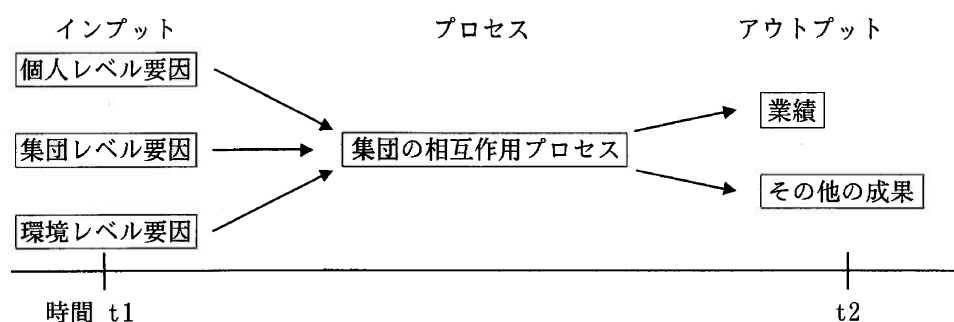 インプット プロセス アウトプット
個人レベル要因
業績
集団レベル要因 集団の相互作用プロセス
その他の成果
環境レベル要因
時間 t1 t2